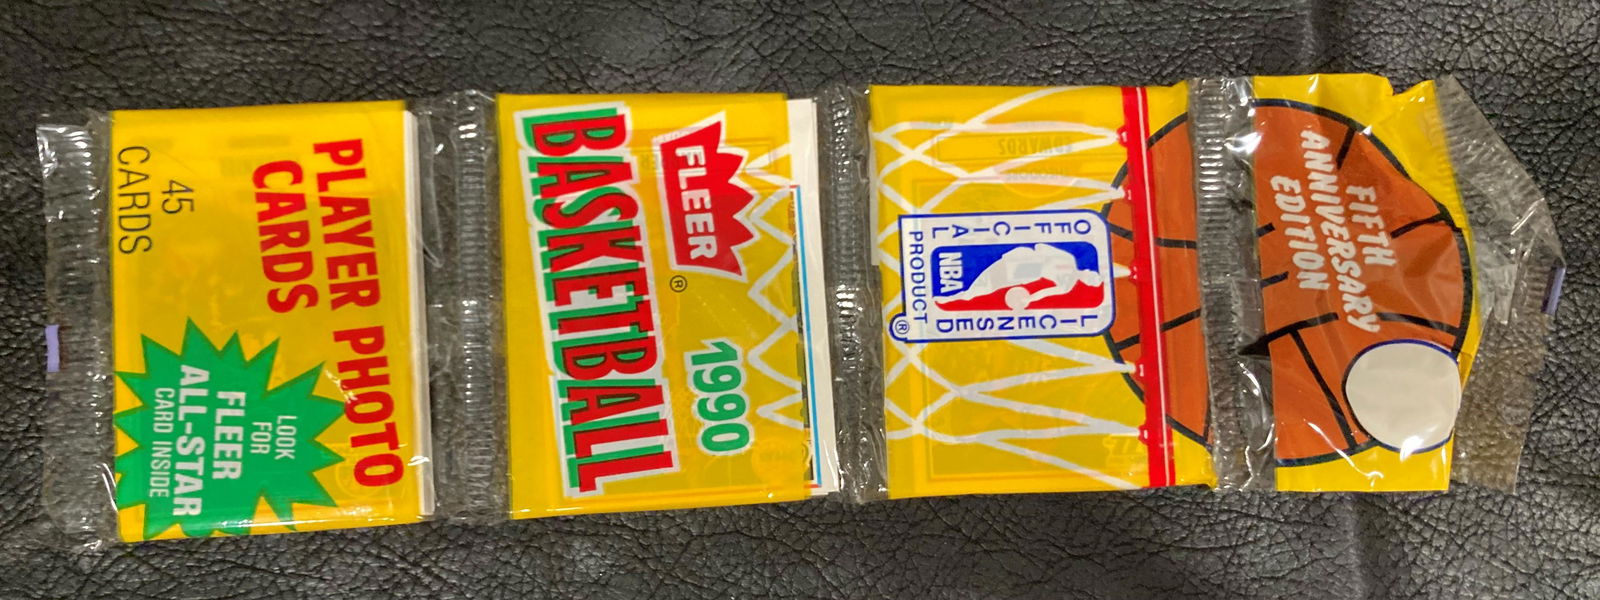 FIFTH
ANNIVERSARY
EDITION
OFFICIAL
NBA
LICENSED
PRODUCT
®
EDWARDS
FLEER®
1990
BASKETBALL
PLAYER PHOTO
CARDS
45
CARDS
LOOK
FOR
FLEER
ALL-STAR
CARD INSIDE